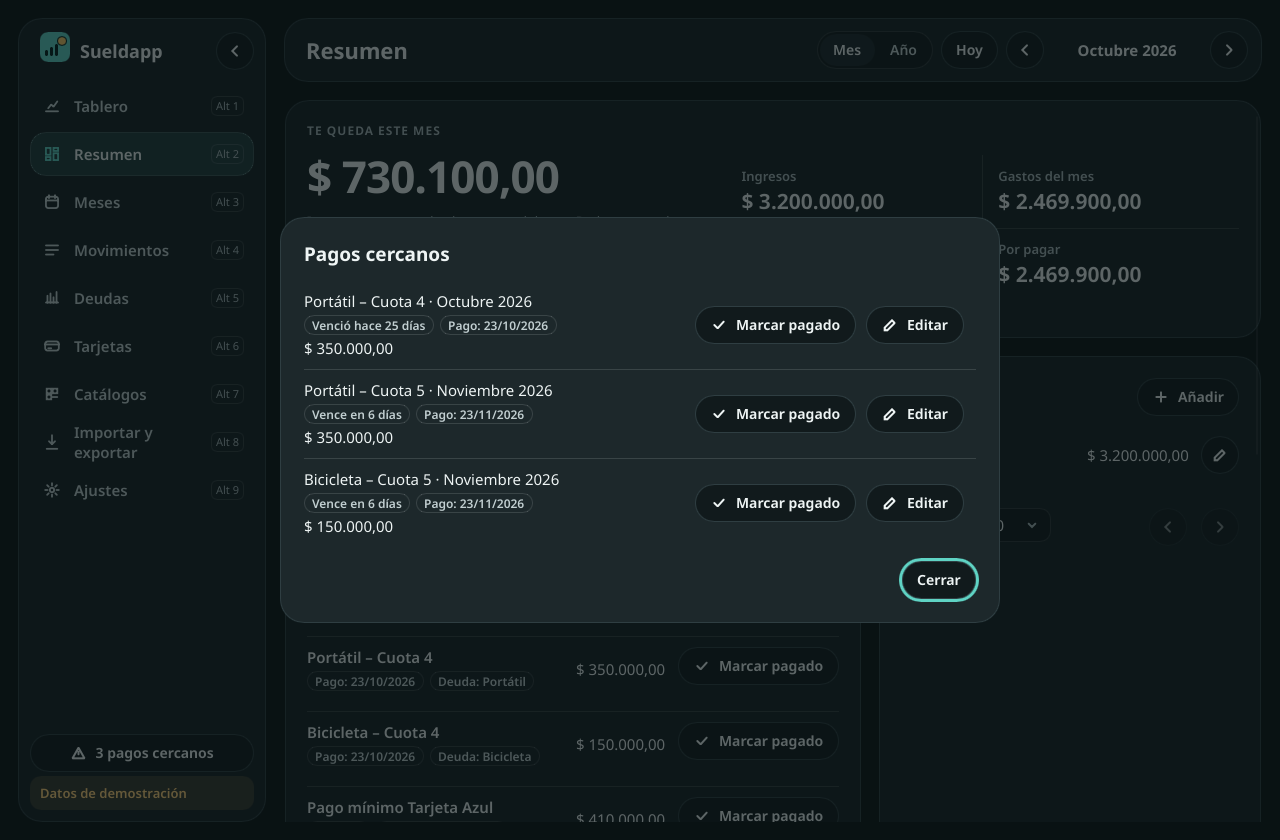 Sueldapp
Resumen
Mes
Año
Hoy
Octubre 2026
Tablero
Alt 1
Resumen
Alt 2
Meses
Alt 3
Movimientos
Alt 4
Deudas
Alt 5
Tarjetas
Alt 6
Catálogos
Alt 7
Importar y
exportar
Alt 8
Ajustes
Alt 9
3 pagos cercanos
Datos de demostración
TE QUEDA ESTE MES
$ 730.100,00
Ingresos
$ 3.200.000,00
Gastos del mes
$ 2.469.900,00
Por pagar
$ 2.469.900,00
Añadir
$ 3.200.000,00
Pagos cercanos
Portátil – Cuota 4 · Octubre 2026
Venció hace 25 días
Pago: 23/10/2026
$ 350.000,00
Marcar pagado
Editar
Portátil – Cuota 5 · Noviembre 2026
Vence en 6 días
Pago: 23/11/2026
$ 350.000,00
Marcar pagado
Editar
Bicicleta – Cuota 5 · Noviembre 2026
Vence en 6 días
Pago: 23/11/2026
$ 150.000,00
Marcar pagado
Editar
Cerrar
Portátil – Cuota 4
Pago: 23/10/2026
Deuda: Portátil
$ 350.000,00
Marcar pagado
Bicicleta – Cuota 4
Pago: 23/10/2026
Deuda: Bicicleta
$ 150.000,00
Marcar pagado
Pago mínimo Tarjeta Azul
$ 410.000,00
Marcar pagado